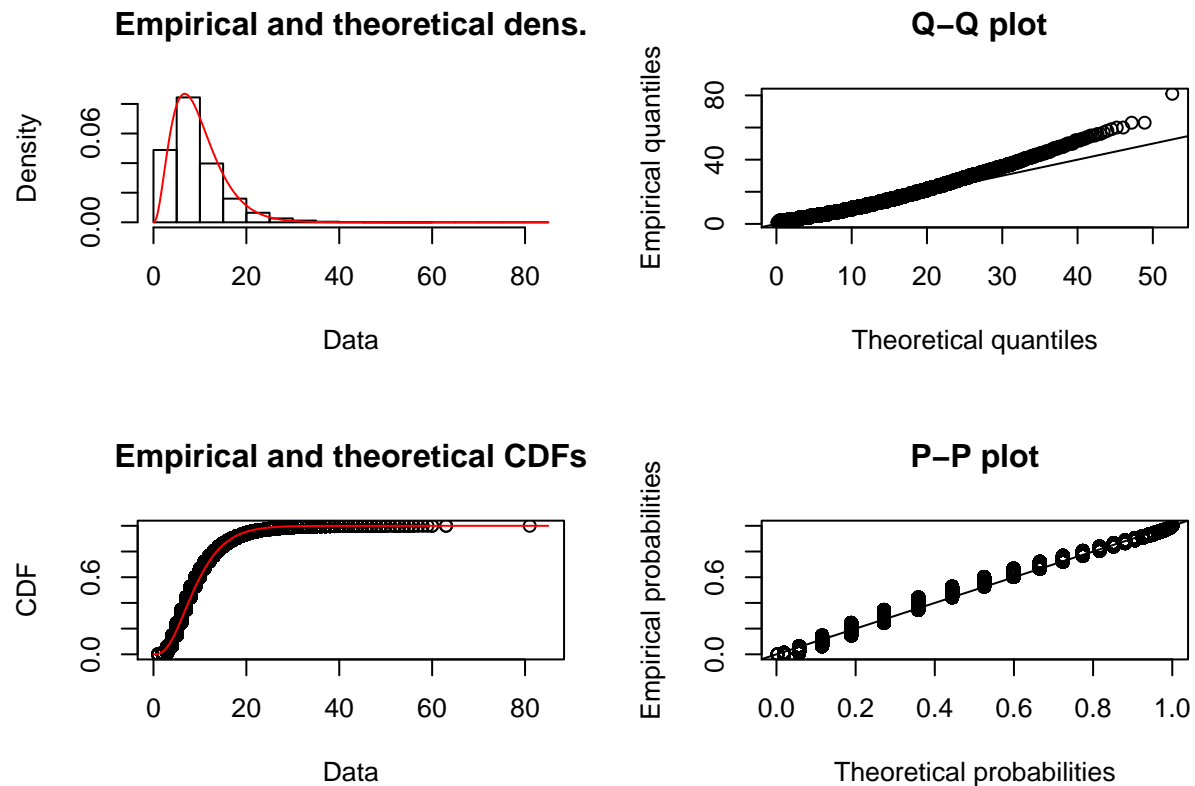 Empirical and theoretical dens.
Density
0.00 0.06
0 20 40 60 80
Data
Q−Q plot
Empirical quantiles
0 40 80
0 10 20 30 40 50
Theoretical quantiles
Empirical and theoretical CDFs
CDF
0.0 0.6
0 20 40 60 80
Data
P−P plot
Empirical probabilities
0.0 0.6
0.0 0.2 0.4 0.6 0.8 1.0
Theoretical probabilities